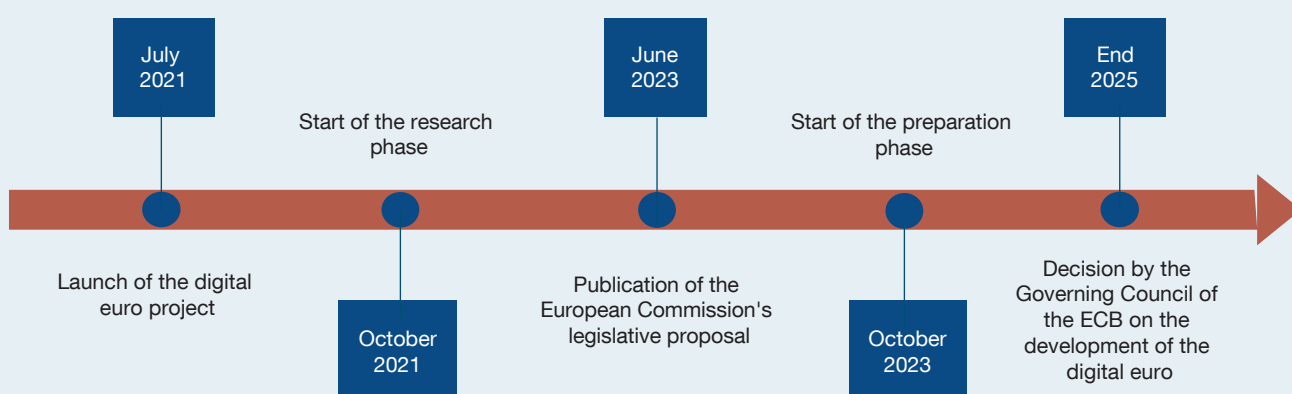 July
2021
Launch of the digital
euro project
Start of the research
phase
October
2021
June
2023
Publication of the
European Commission's
legislative proposal
Start of the preparation
phase
October
2023
End
2025
Decision by the
Governing Council of
the ECB on the
development of the
digital euro